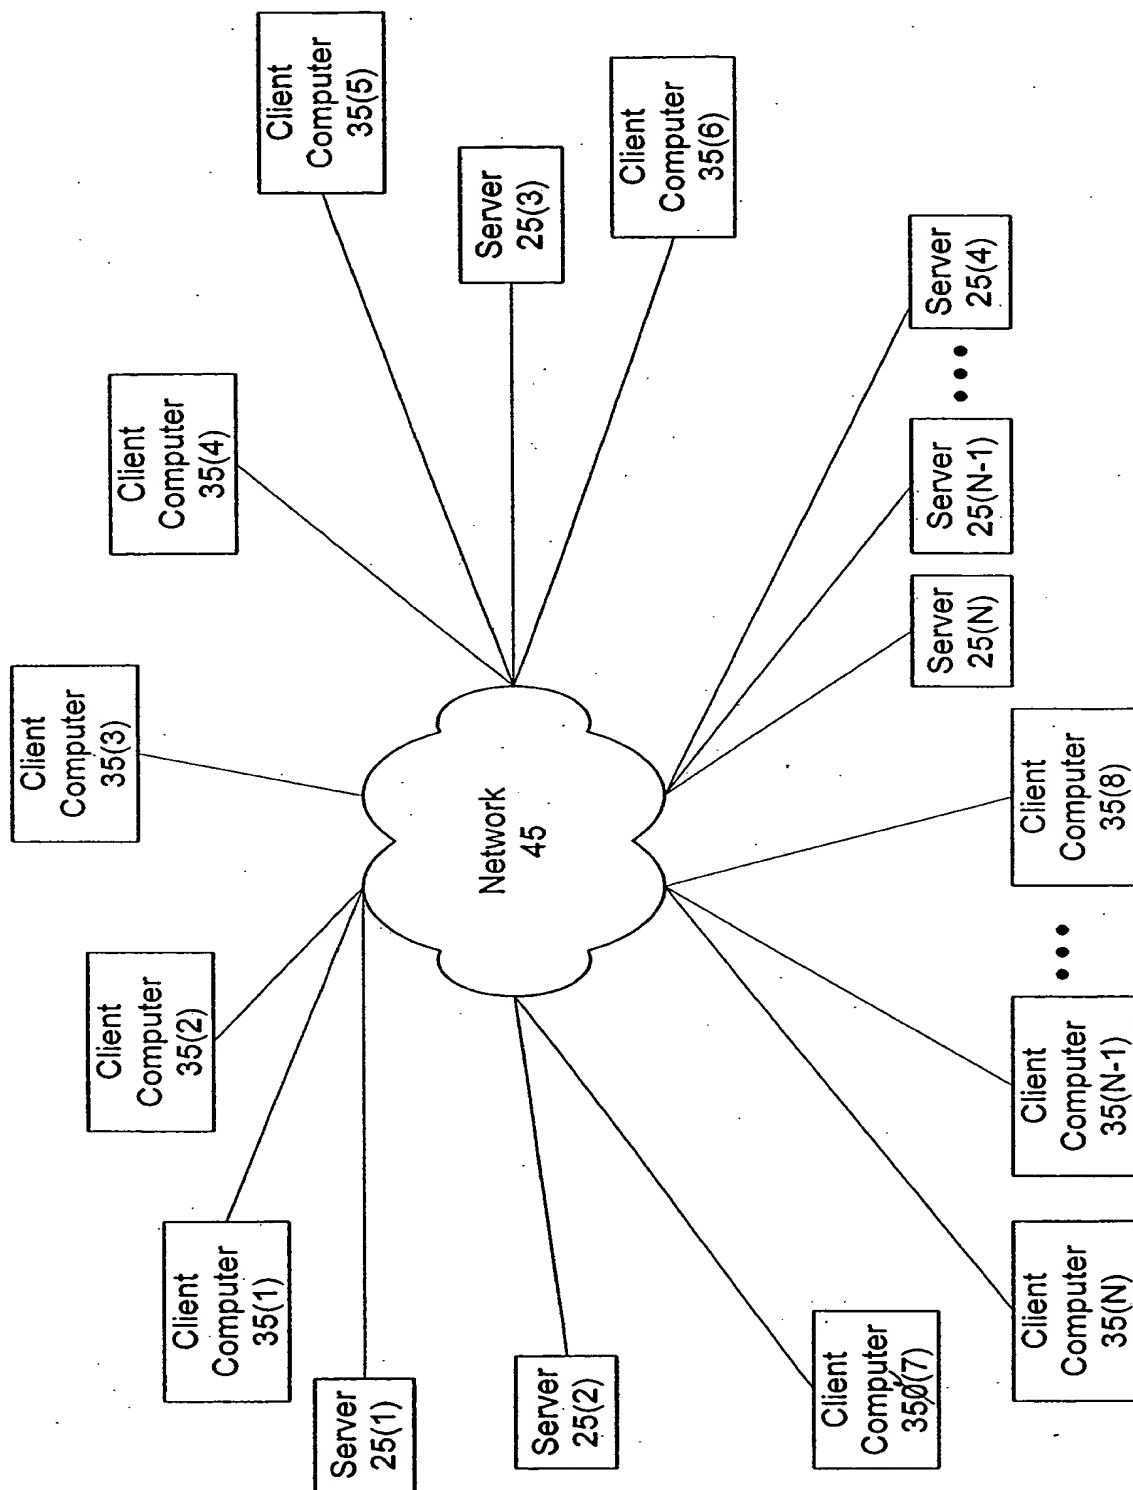 Client
Computer
35(3)
Client
Computer
35(2)
Client
Computer
35(4)
Client
Computer
35(1)
Client
Computer
35(5)
Server
25(1)
Network
45
Server
25(3)
Server
25(2)
Client
Computer
35(6)
Client
Computer
350(7)
Server
25(N)
Server
25(N-1)
Server
25(4)
Client
Computer
35(N)
Client
Computer
35(N-1)
Client
Computer
35(8)